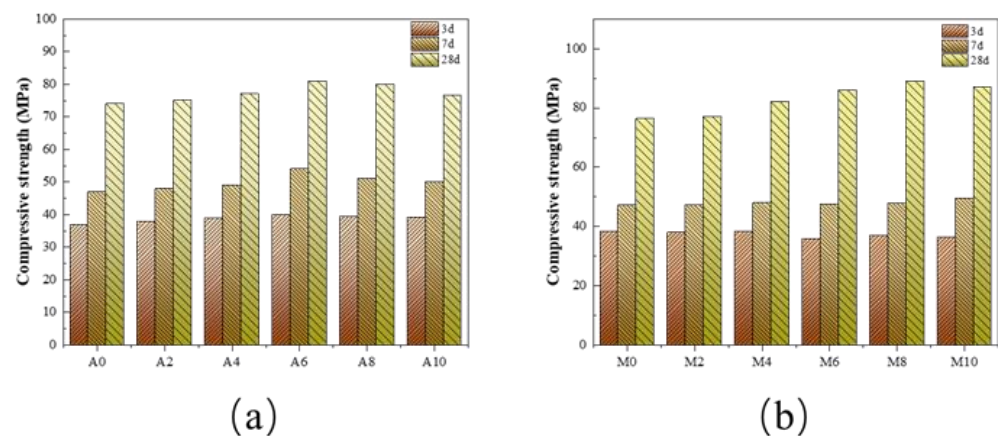 Compressive strength (MPa)
100
90
80
70
60
50
40
30
20
10
0
3d
7d
28d
A0 A2 A4 A6 A8 A10
(a)
Compressive strength (MPa)
100
80
60
40
20
0
3d
7d
28d
M0 M2 M4 M6 M8 M10
(b)